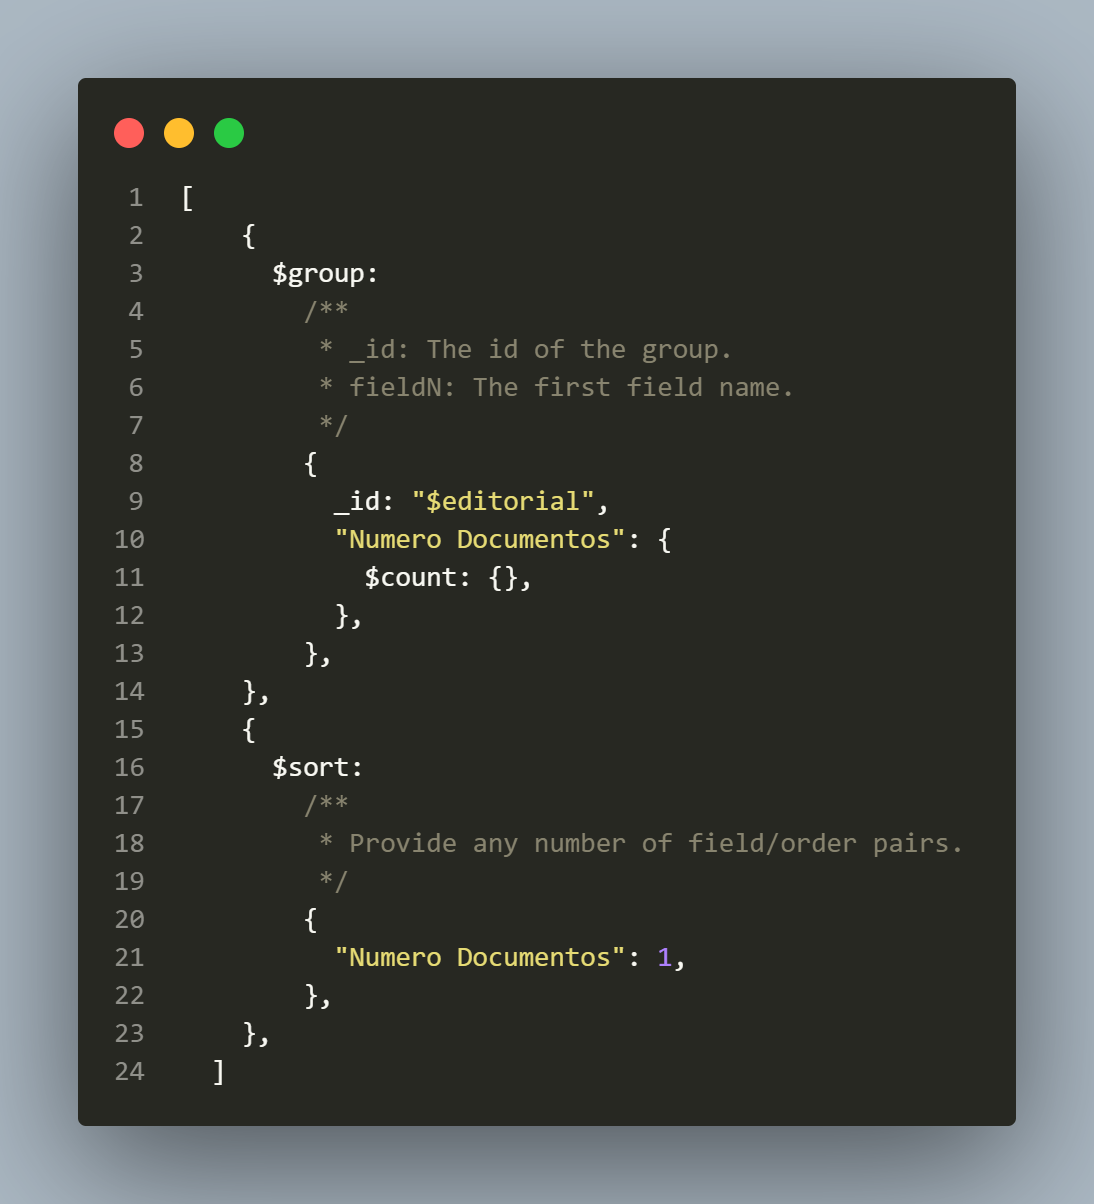 1 [
2     {
3       $group:
4         /**
5          * _id: The id of the group.
6          * fieldN: The first field name.
7          */
8         {
9           _id: "$editorial",
10           "Numero Documentos": {
11             $count: {},
12           },
13         },
14     },
15     {
16       $sort:
17         /**
18          * Provide any number of field/order pairs.
19          */
20         {
21           "Numero Documentos": 1,
22         },
23     },
24   ]